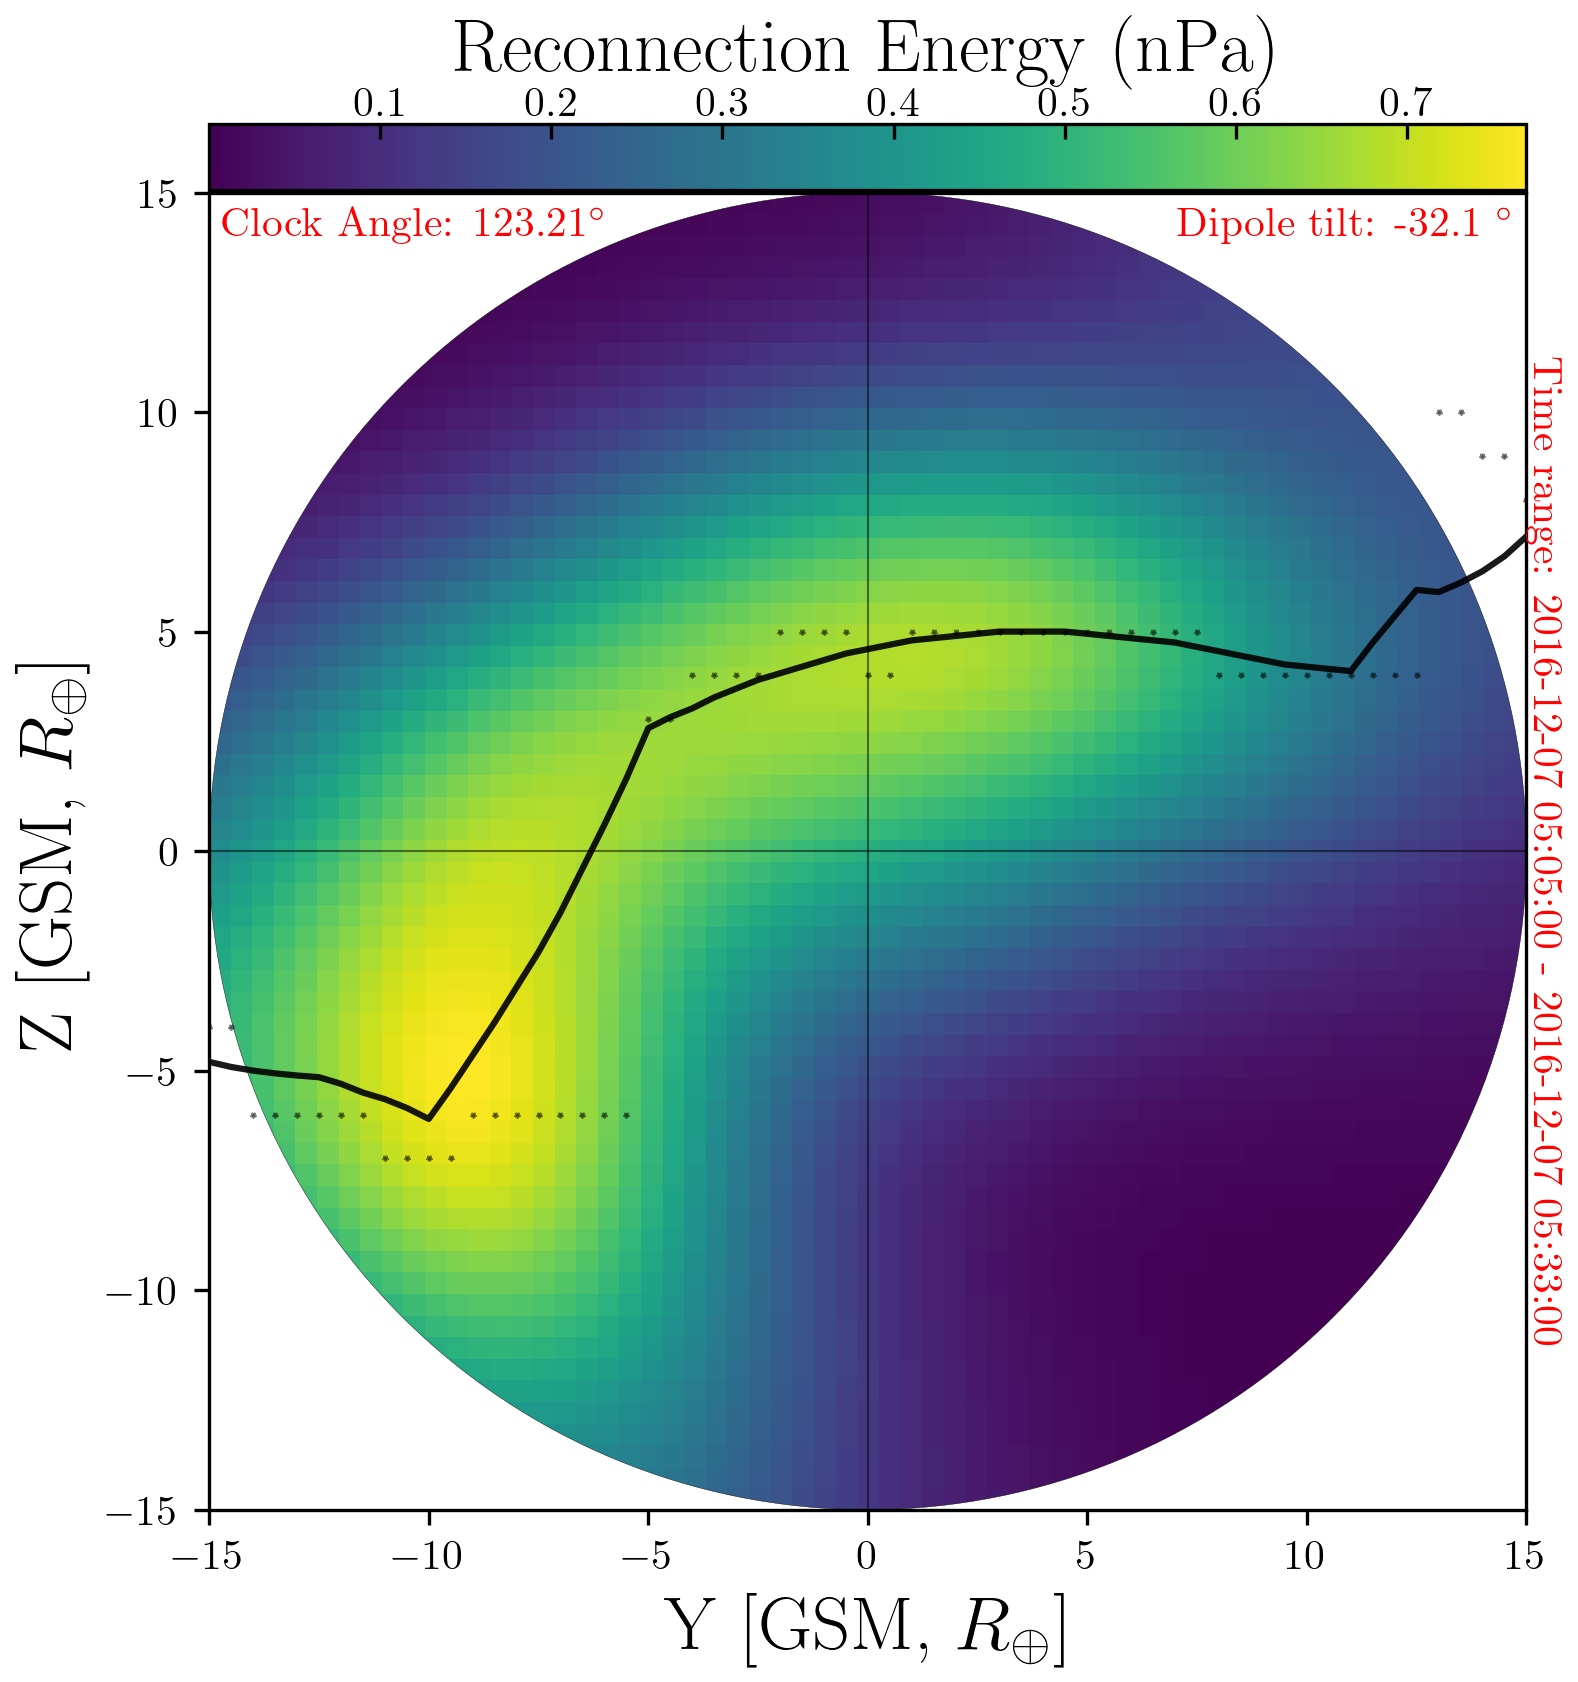 Reconnection Energy (nPa)
0.1 0.2 0.3 0.4 0.5 0.6 0.7
Clock Angle: 123.21°
Dipole tilt: -32.1 °
Time range: 2016-12-07 05:05:00 - 2016-12-07 05:33:00
Z [GSM, R⊕]
15
10
5
0
−5
−10
−15
−15 −10 −5 0 5 10 15
Y [GSM, R⊕]